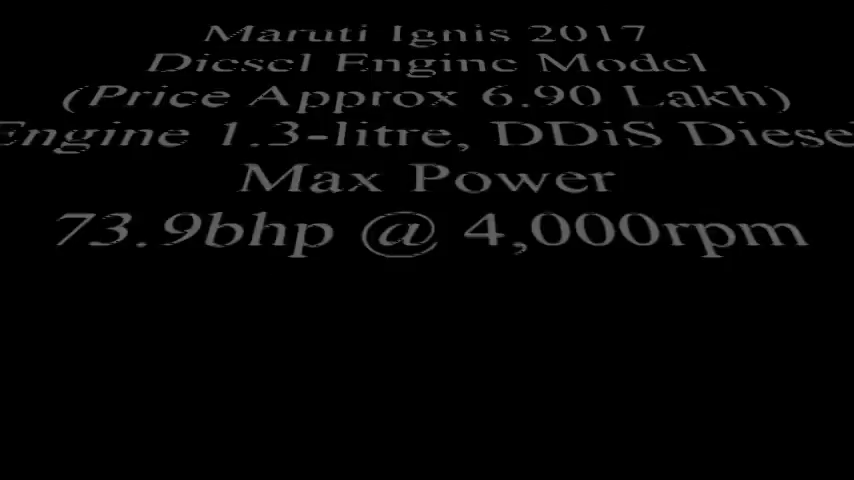 Maruti Ignis 2017
Diesel Engine Model
(Price Approx 6.90 Lakh)
Engine 1.3-litre, DDiS Diesel
Max Power
73.9bhp @ 4,000rpm